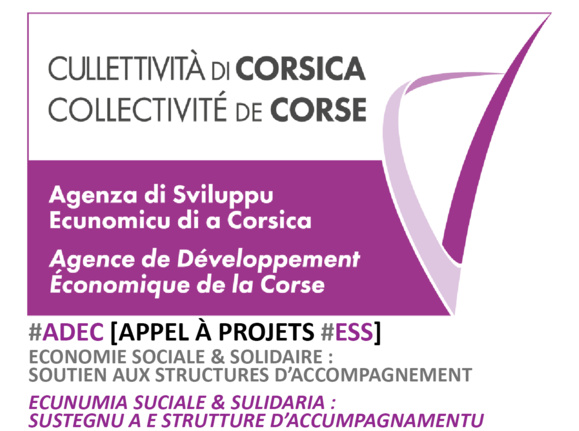 CULLETTIVITÀ DI CORSICA
COLLECTIVITÉ DE CORSE
Agenza di Sviluppu
Ecunomicu di a Corsica
Agence de Développement
Économique de la Corse
#ADEC [APPEL À PROJETS #ESS]
ECONOMIE SOCIALE & SOLIDAIRE :
SOUTIEN AUX STRUCTURES D’ACCOMPAGNEMENT
ECUNUMIA SUCIALE & SULIDARIA :
SUSTEGNU A E STRUTTURE D’ACCUMPAGNAMENTU